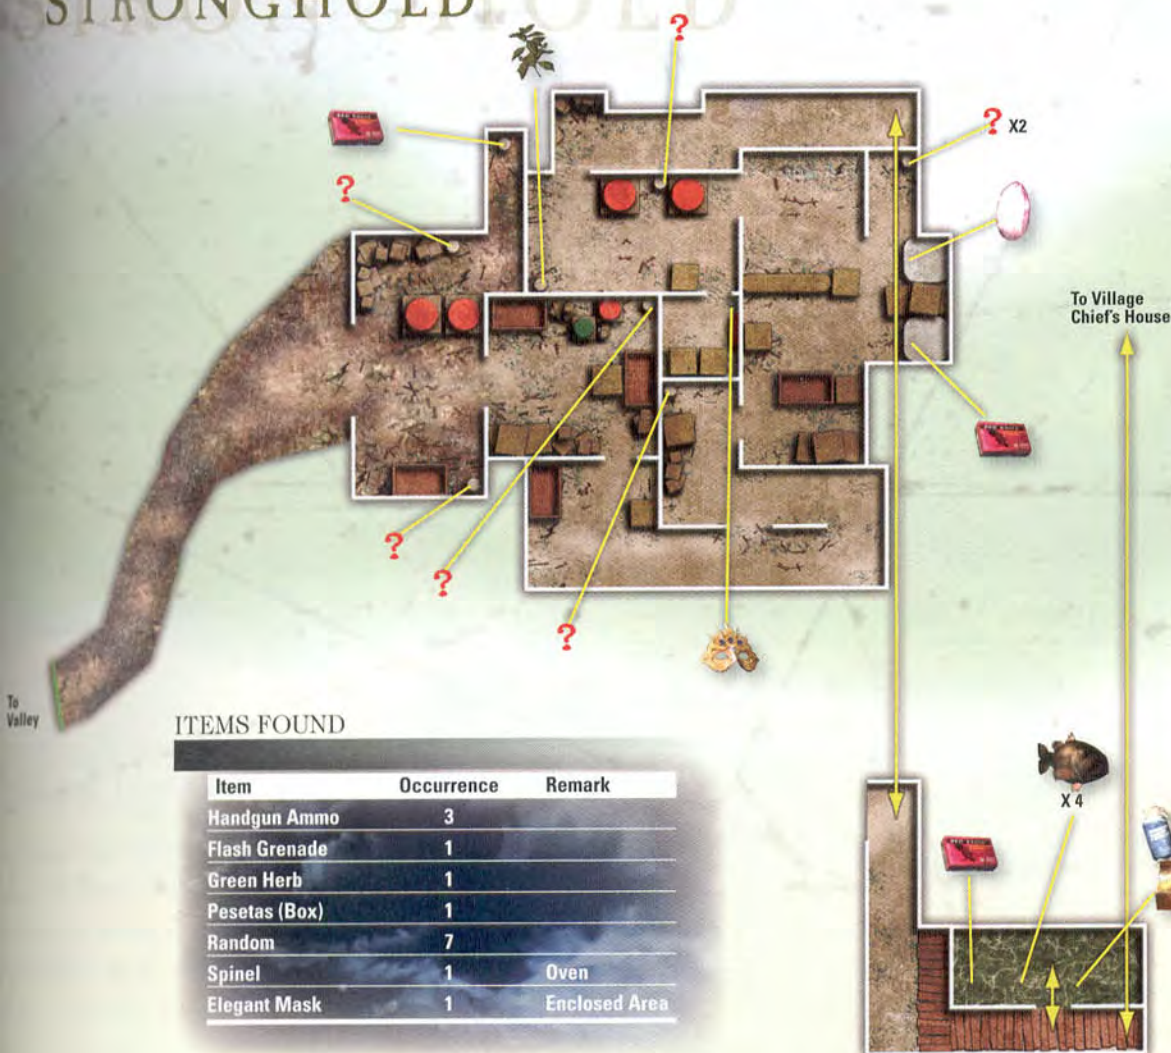 STRONGHOLD
?
?
? X2
?
To Village
Chief's House
?
?
?
To
Valley
X 4
ITEMS FOUND
Item Occurrence Remark
Handgun Ammo 3
Flash Grenade 1
Green Herb 1
Pesetas (Box) 1
Random 7
Spinel 1 Oven
Elegant Mask 1 Enclosed Area